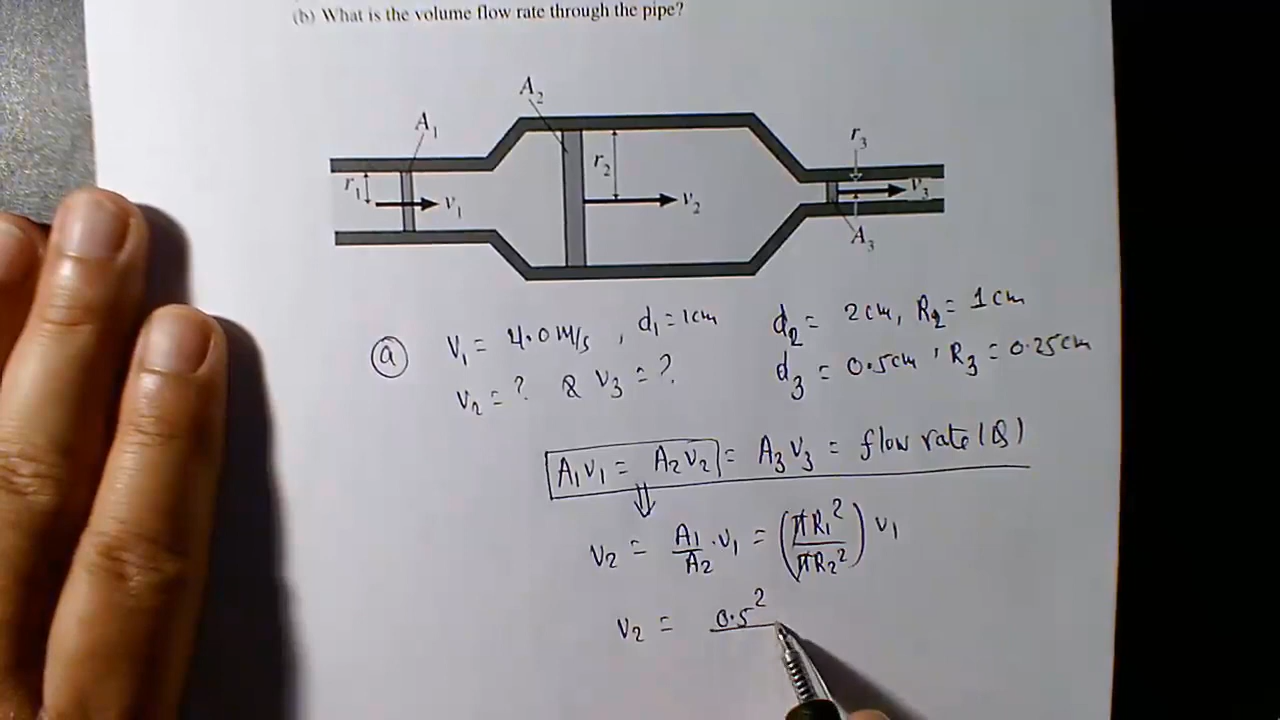 (b) What is the volume flow rate through the pipe?
A₂
A₁
r₃
r₁
r₂
v₁
v₂
v₃
A₃
ⓐ V₁ = 4.0 m/s , d₁ = 1cm d₂ = 2cm, R₂ = 1cm
V₂ = ? & V₃ = ? d₃ = 0.5cm , R₃ = 0.25cm
A₁V₁ = A₂V₂ = A₃V₃ = flow rate (Q)
⇓
V₂ = A₁/A₂ · V₁ = (πR₁²/πR₂²) V₁
V₂ = 0.5²